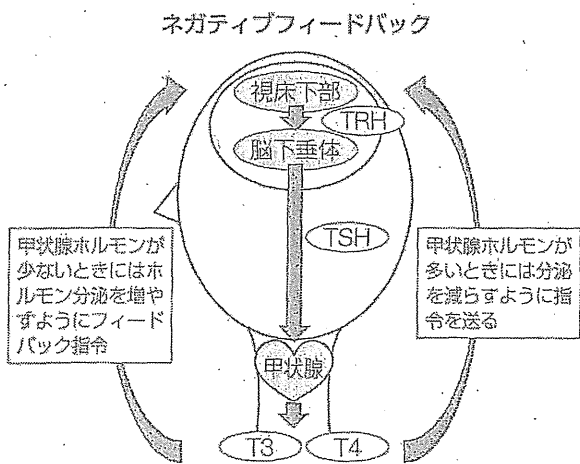 ネガティブフィードバック
視床下部
TRH
脳下垂体
TSH
甲状腺ホルモンが
少ないときにはホ
ルモン分泌を増や
すようにフィード
バック指令
甲状腺ホルモンが
多いときには分泌
を減らすように指
令を送る
甲状腺
T3
T4